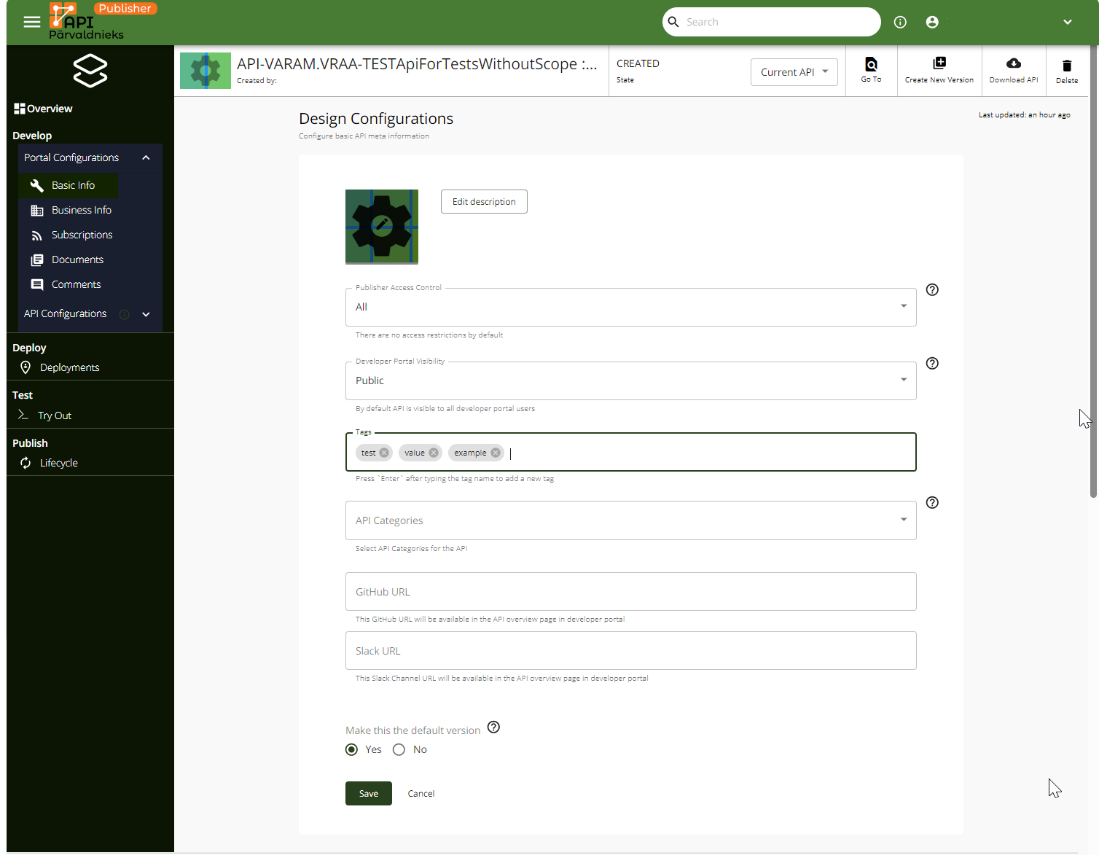 Publisher
API
Pārvaldnieks
Search
API-VARAM.VRAA-TESTApiForTestsWithoutScope :...
Created by:
CREATED
State
Current API
Go To
Create New Version
Download API
Delete
Overview
Develop
Portal Configurations
Basic Info
Business Info
Subscriptions
Documents
Comments
API Configurations
Deploy
Deployments
Test
Try Out
Publish
Lifecycle
Design Configurations
Configure basic API meta information
Last updated: an hour ago
Edit description
Publisher Access Control
All
There are no access restrictions by default
Developer Portal Visibility
Public
By default API is visible to all developer portal users
Tags
test value example
Press `Enter` after typing the tag name to add a new tag
API Categories
Select API Categories for the API
GitHub URL
This GitHub URL will be available in the API overview page in developer portal
Slack URL
This Slack Channel URL will be available in the API overview page in developer portal
Make this the default version
Yes No
Save Cancel